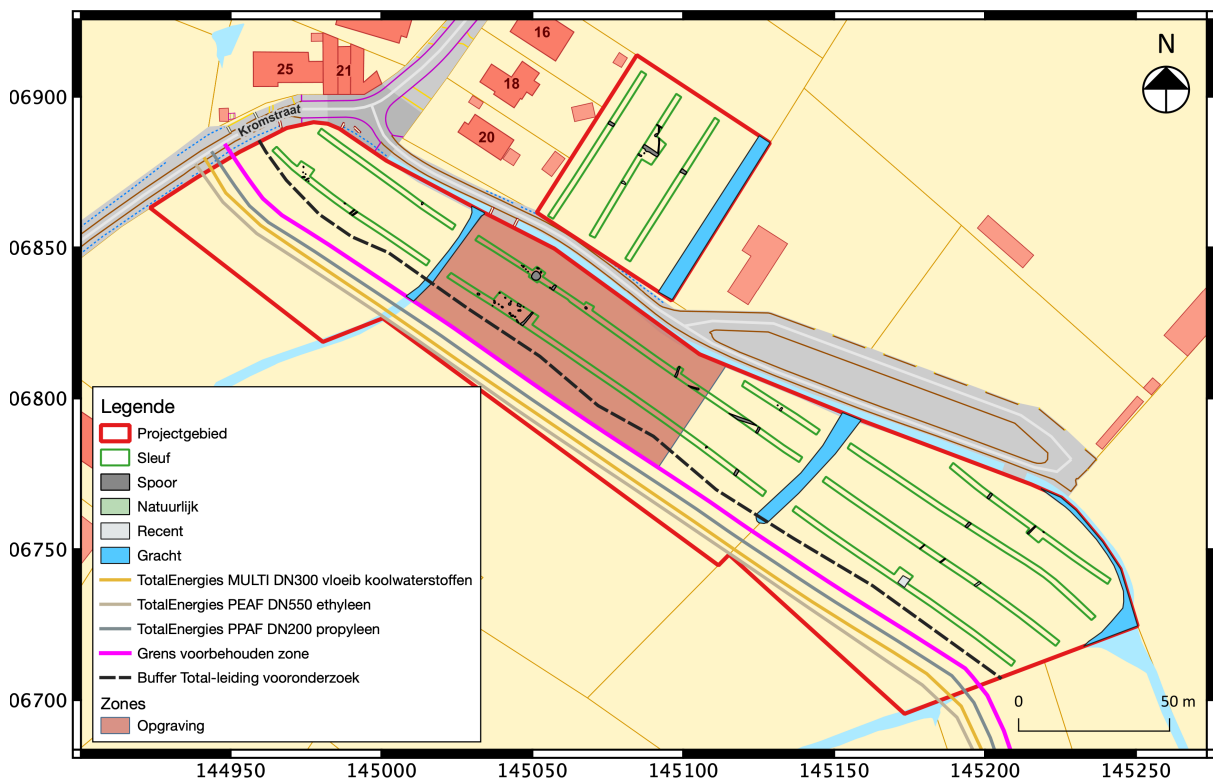 16
N
25
21
18
06900
Kromstraat
20
06850
06800
Legende
Projectgebied
Sleuf
Spoor
Natuurlijk
Recent
Gracht
06750
TotalEnergies MULTI DN300 vloeib koolwaterstoffen
TotalEnergies PEAF DN550 ethyleen
TotalEnergies PPAF DN200 propyleen
Grens voorbehouden zone
Buffer Total-leiding vooronderzoek
Zones
Opgraving
06700
0 50 m
144950 145000 145050 145100 145150 145200 145250